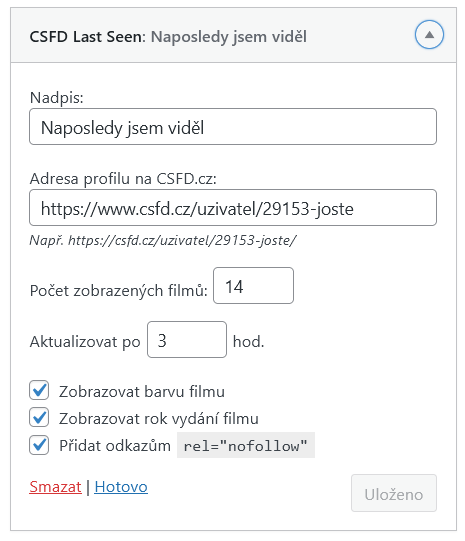 CSFD Last Seen: Naposledy jsem viděl
Nadpis:
Naposledy jsem viděl
Adresa profilu na CSFD.cz:
https://www.csfd.cz/uzivatel/29153-joste
Např. https://csfd.cz/uzivatel/29153-joste/
Počet zobrazených filmů: 14
Aktualizovat po 3 hod.
Zobrazovat barvu filmu
Zobrazovat rok vydání filmu
Přidat odkazům rel="nofollow"
Smazat | Hotovo Uloženo